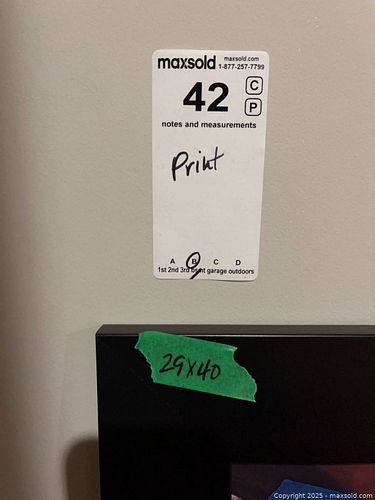 maxsold maxsold.com
1-877-257-7799
42 C
P
notes and measurements
Print
A B C D
1st 2nd 3rd bsmt garage outdoors
29x40
Copyright 2025 - maxsold.com